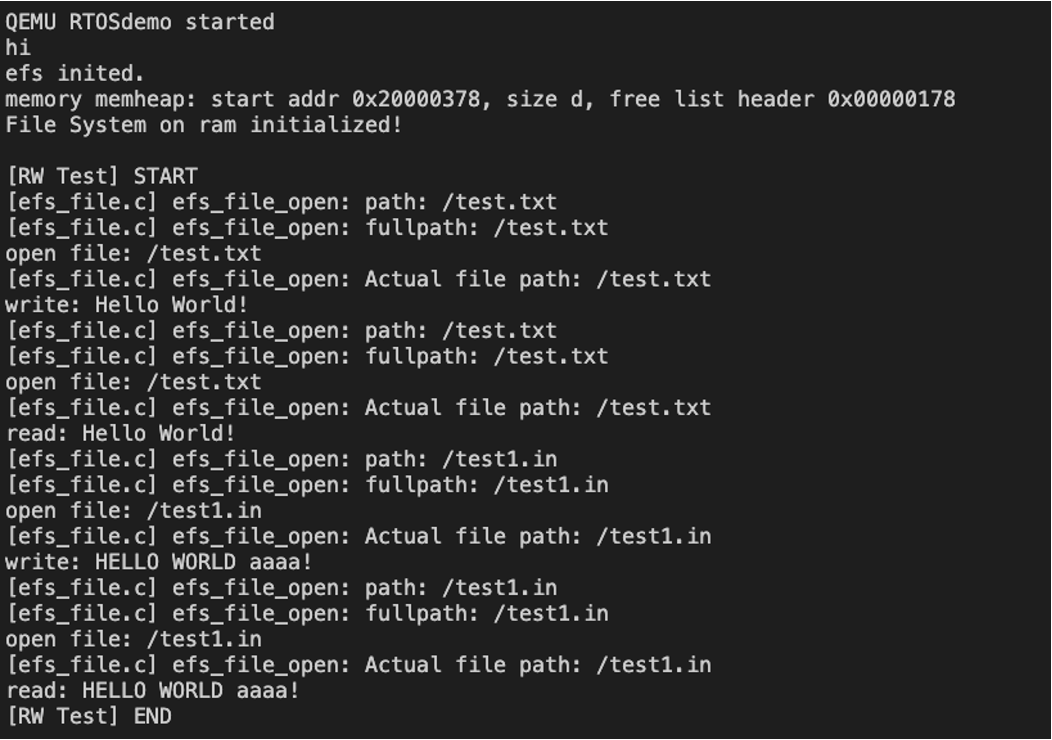 QEMU RTOSdemo started
hi
efs inited.
memory memheap: start addr 0x20000378, size d, free list header 0x00000178
File System on ram initialized!
[RW Test] START
[efs_file.c] efs_file_open: path: /test.txt
[efs_file.c] efs_file_open: fullpath: /test.txt
open file: /test.txt
[efs_file.c] efs_file_open: Actual file path: /test.txt
write: Hello World!
[efs_file.c] efs_file_open: path: /test.txt
[efs_file.c] efs_file_open: fullpath: /test.txt
open file: /test.txt
[efs_file.c] efs_file_open: Actual file path: /test.txt
read: Hello World!
[efs_file.c] efs_file_open: path: /test1.in
[efs_file.c] efs_file_open: fullpath: /test1.in
open file: /test1.in
[efs_file.c] efs_file_open: Actual file path: /test1.in
write: HELLO WORLD aaaa!
[efs_file.c] efs_file_open: path: /test1.in
[efs_file.c] efs_file_open: fullpath: /test1.in
open file: /test1.in
[efs_file.c] efs_file_open: Actual file path: /test1.in
read: HELLO WORLD aaaa!
[RW Test] END